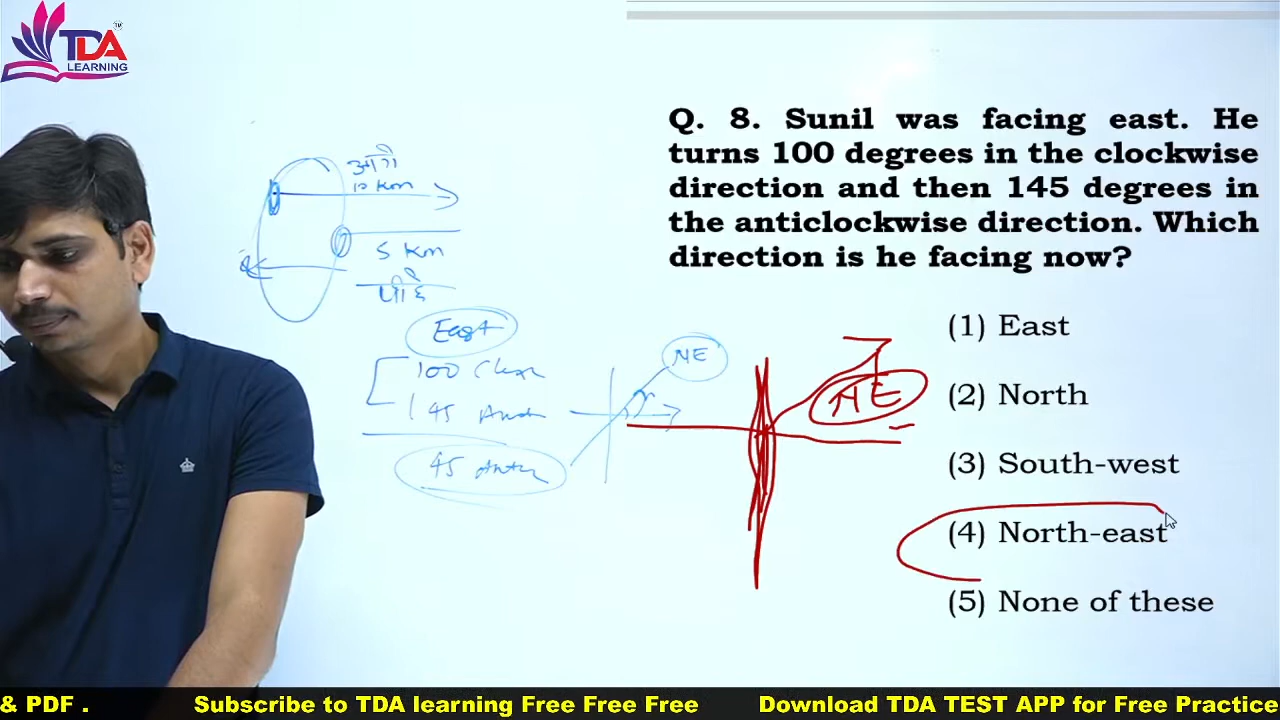 TDA
LEARNING
Q. 8. Sunil was facing east. He
turns 100 degrees in the clockwise
direction and then 145 degrees in
the anticlockwise direction. Which
direction is he facing now?
(1) East
(2) North
(3) South-west
(4) North-east
(5) None of these
आगे
10 Km
5 Km
East
100
145
45
NE
NE
& PDF .
Subscribe to TDA learning Free Free Free
Download TDA TEST APP for Free Practice